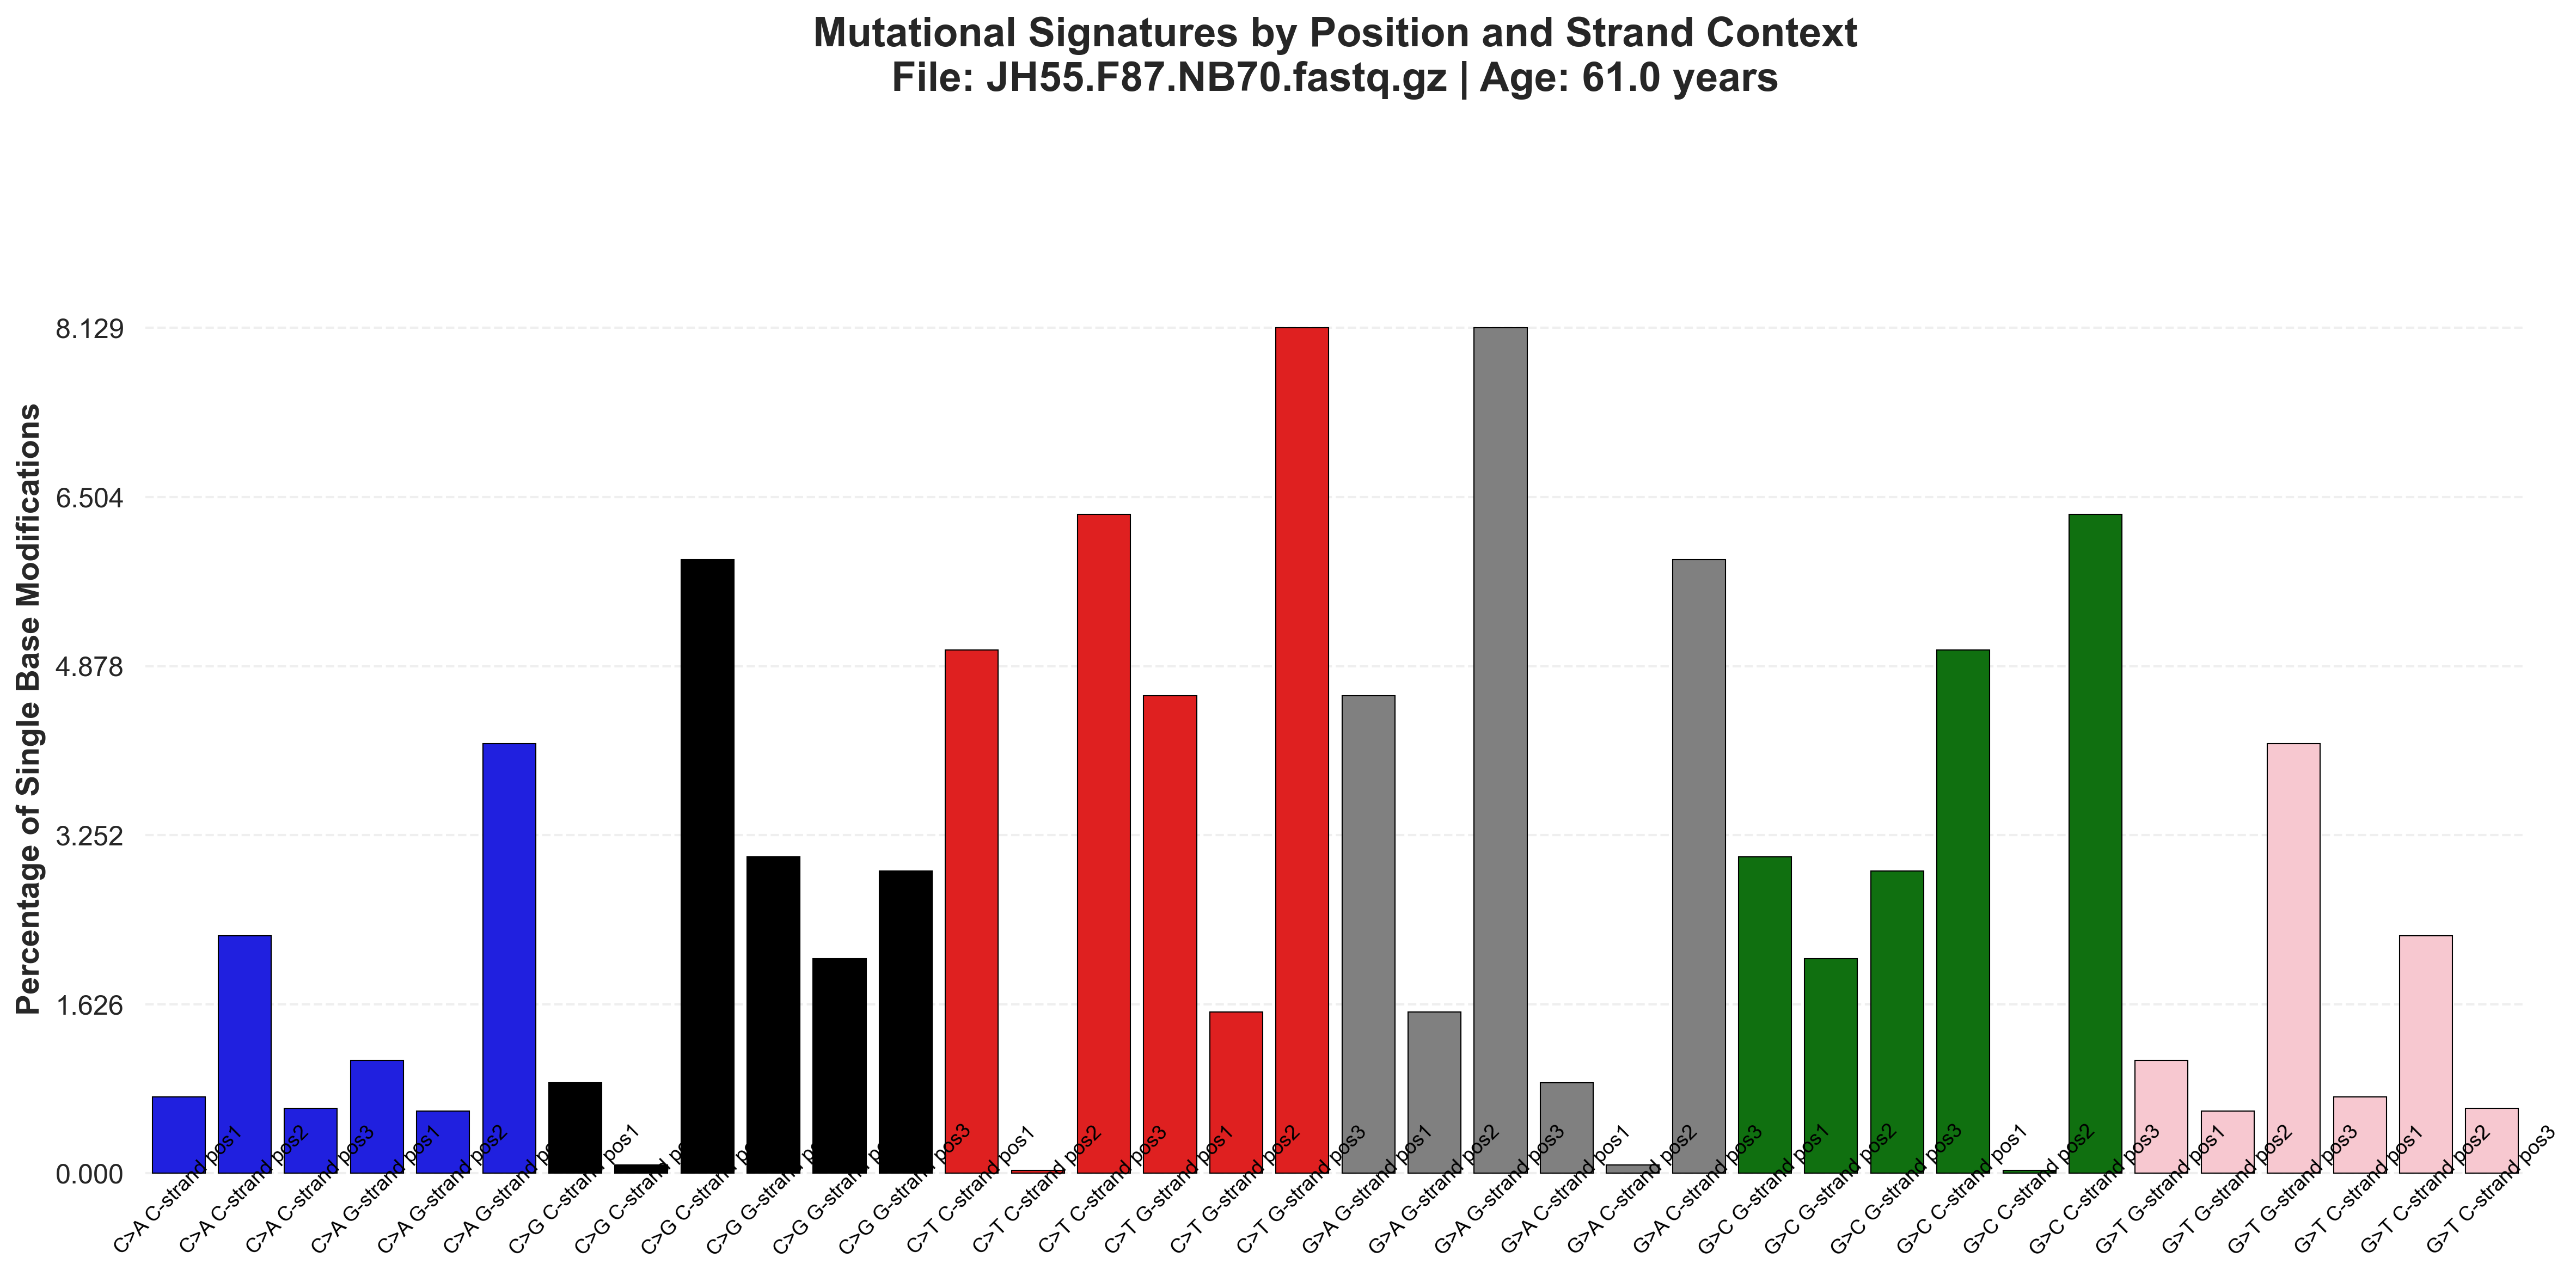 Mutational Signatures by Position and Strand Context
File: JH55.F87.NB70.fastq.gz | Age: 61.0 years
Percentage of Single Base Modifications
8.129
6.504
4.878
3.252
1.626
0.000
C>A C-strand pos1
C>A C-strand pos2
C>A C-strand pos3
C>A G-strand pos1
C>A G-strand pos2
C>A G-strand
C>G C-strand pos1
C>G C-strand
C>G C-strand
C>G G-strand
C>G G-strand
C>G G-strand pos3
C>T C-strand pos1
C>T C-strand pos2
C>T C-strand pos3
C>T G-strand pos1
C>T G-strand pos2
C>T G-strand pos3
G>A G-strand pos1
G>A G-strand pos2
G>A G-strand pos3
G>A C-strand pos1
G>A C-strand pos2
G>A C-strand pos3
G>C G-strand pos1
G>C G-strand pos2
G>C G-strand pos3
G>C C-strand pos1
G>C C-strand pos2
G>C C-strand pos3
G>T G-strand pos1
G>T G-strand pos2
G>T G-strand pos3
G>T C-strand pos1
G>T C-strand pos2
G>T C-strand pos3